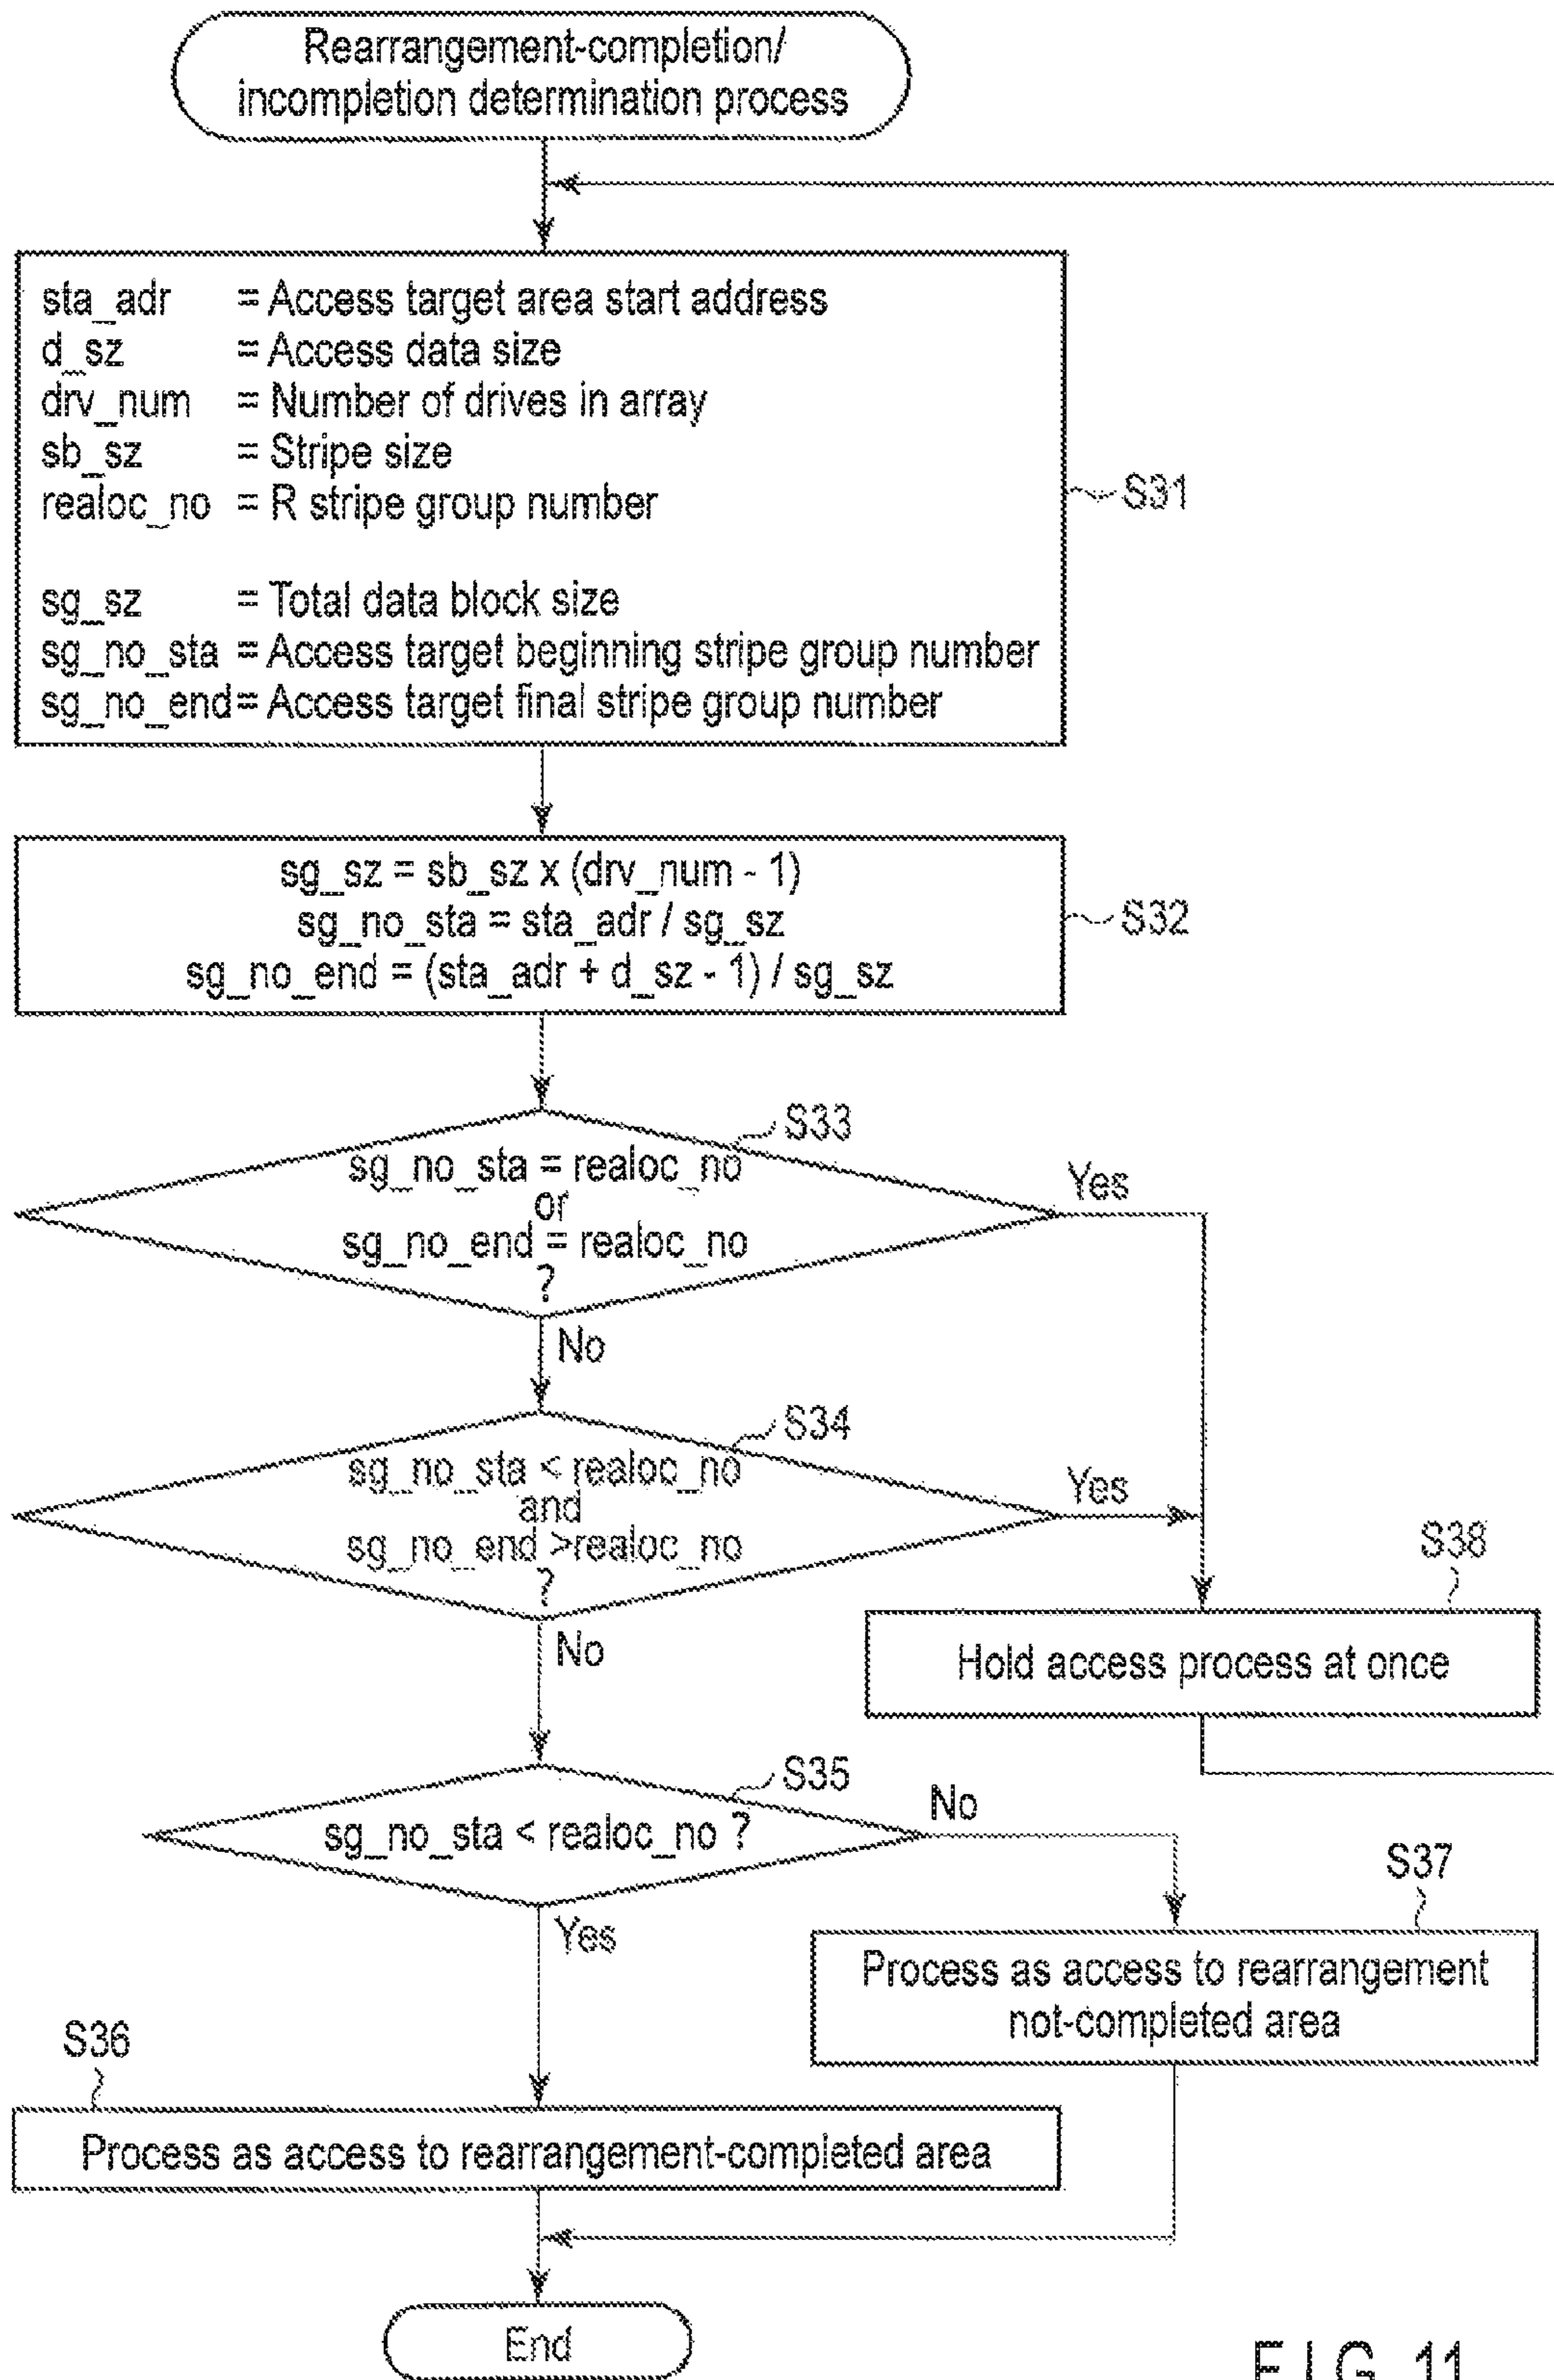 Rearrangement-completion/
incompletion determination process
sta_adr = Access target area start address
d_sz = Access data size
drv_num = Number of drives in array
sb_sz = Stripe size
realoc_no = R stripe group number
sg_sz = Total data block size
sg_no_sta = Access target beginning stripe group number
sg_no_end = Access target final stripe group number
S31
sg_sz = sb_sz x (drv_num - 1)
sg_no_sta = sta_adr / sg_sz
sg_no_end = (sta_adr + d_sz - 1) / sg_sz
S32
S33
sg_no_sta = realoc_no
or
sg_no_end = realoc_no
?
Yes
No
S34
sg_no_sta < realoc_no
and
sg_no_end >realoc_no
?
Yes
No
S38
Hold access process at once
S35
sg_no_sta < realoc_no ?
No
Yes
S37
Process as access to rearrangement
not-completed area
S36
Process as access to rearrangement-completed area
End
FIG. 11